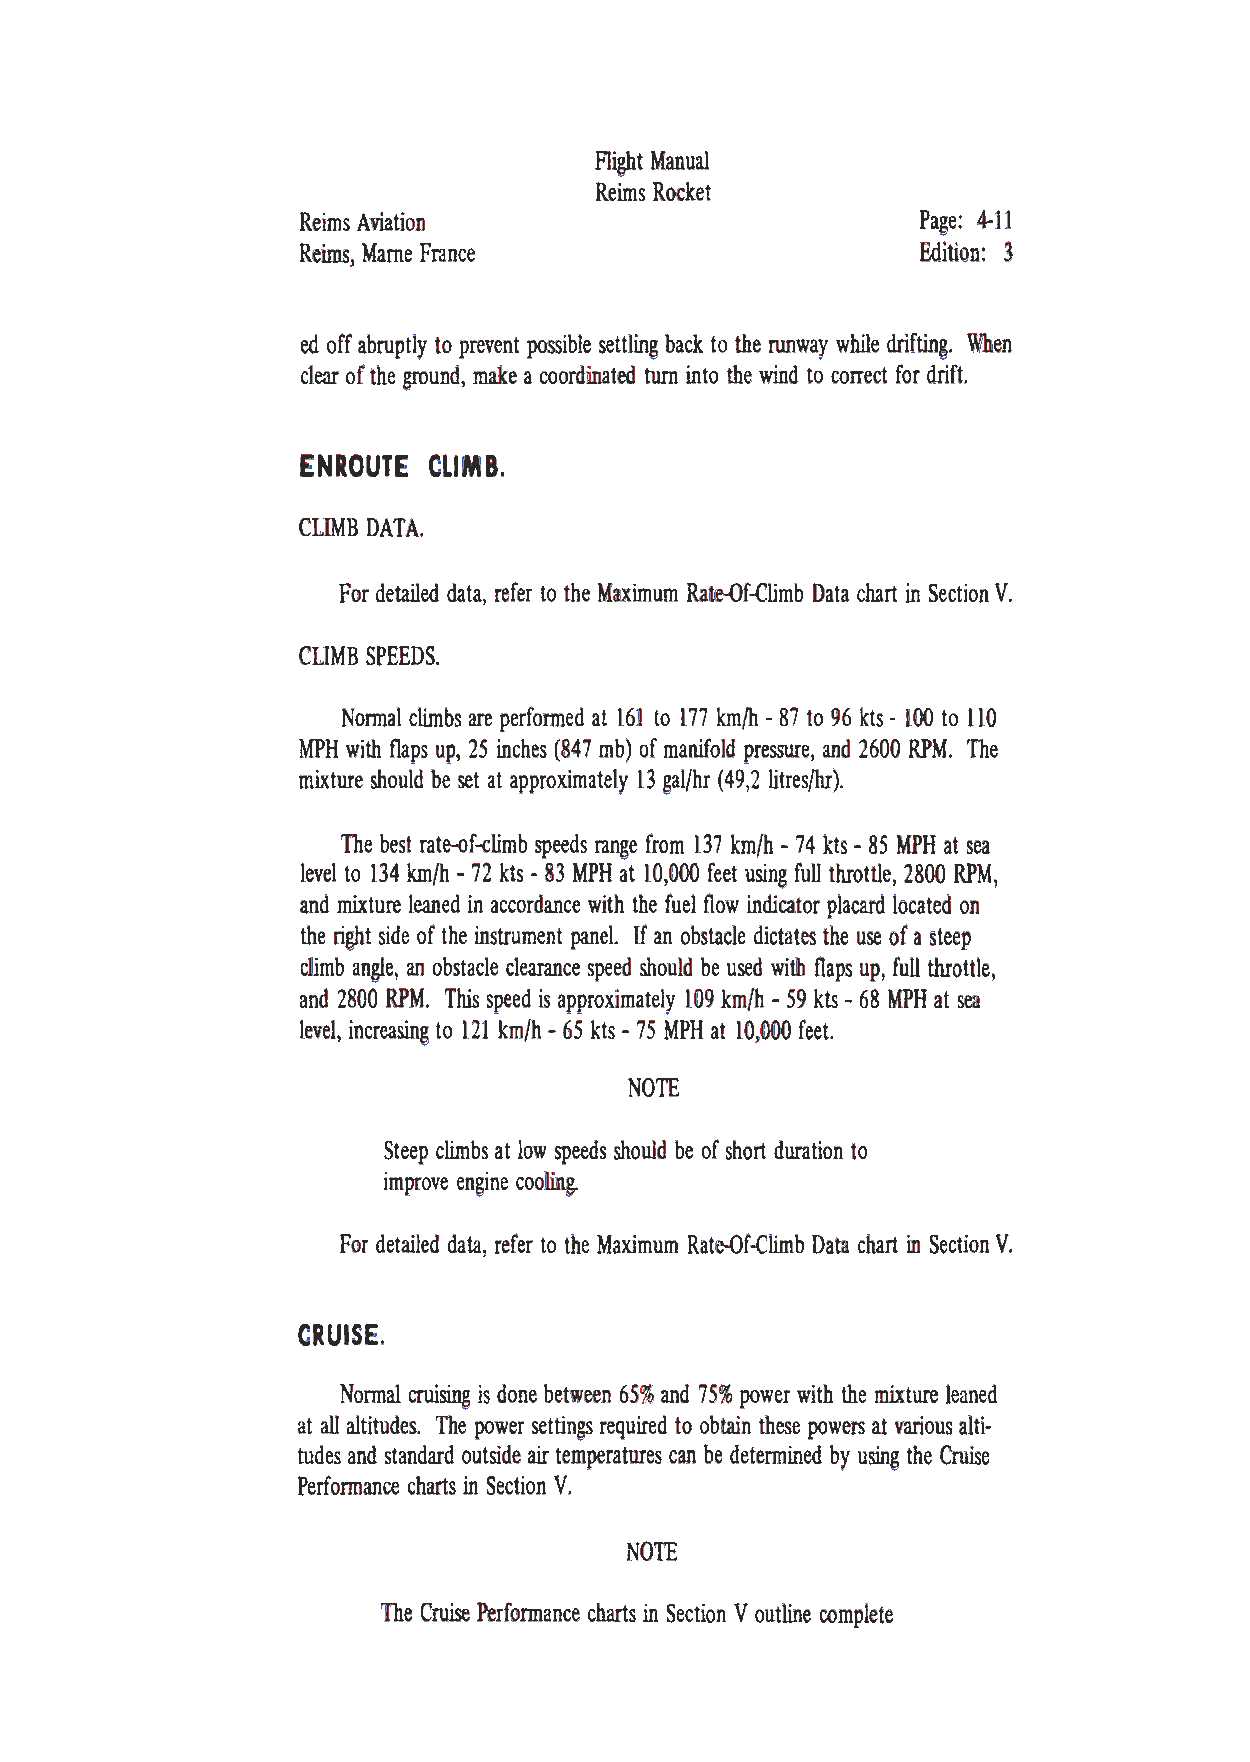 Flight Manual
Reims Rocket
Reims Aviation Page: 4-11
Reims, Marne France Edition: 3
ed off abruptly to prevent possible settling back to the runway while drifting. When
clear of the ground, make a coordinated turn into the wind to correct for drift.
ENROUTE CLIMB.
CLIMB DATA.
For detailed data, refer to the Maximum Rate-Of-Climb Data chart in Section V.
CLIMB SPEEDS.
Normal climbs are performed at 161 to 177 km/h - 87 to 96 kts - 100 to 110
MPH with flaps up, 25 inches (847 mb) of manifold pressure, and 2600 RPM. The
mixture should be set at approximately 13 gal/hr (49,2 litres/hr).
The best rate-of-climb speeds range from 137 km/h - 74 kts - 85 MPH at sea
level to 134 km/h - 72 kts - 83 MPH at 10,000 feet using full throttle, 2800 RPM,
and mixture leaned in accordance with the fuel flow indicator placard located on
the right side of the instrument panel. If an obstacle dictates the use of a steep
climb angle, an obstacle clearance speed should be used with flaps up, full throttle,
and 2800 RPM. This speed is approximately 109 km/h - 59 kts - 68 MPH at sea
level, increasing to 121 km/h - 65 kts - 75 MPH at 10,000 feet.
NOTE
Steep climbs at low speeds should be of short duration to
improve engine cooling.
For detailed data, refer to the Maximum Rate-Of-Climb Data chart in Section V.
CRUISE.
Normal cruising is done between 65% and 75% power with the mixture leaned
at all altitudes. The power settings required to obtain these powers at various alti-
tudes and standard outside air temperatures can be determined by using the Cruise
Performance charts in Section V.
NOTE
The Cruise Performance charts in Section V outline complete